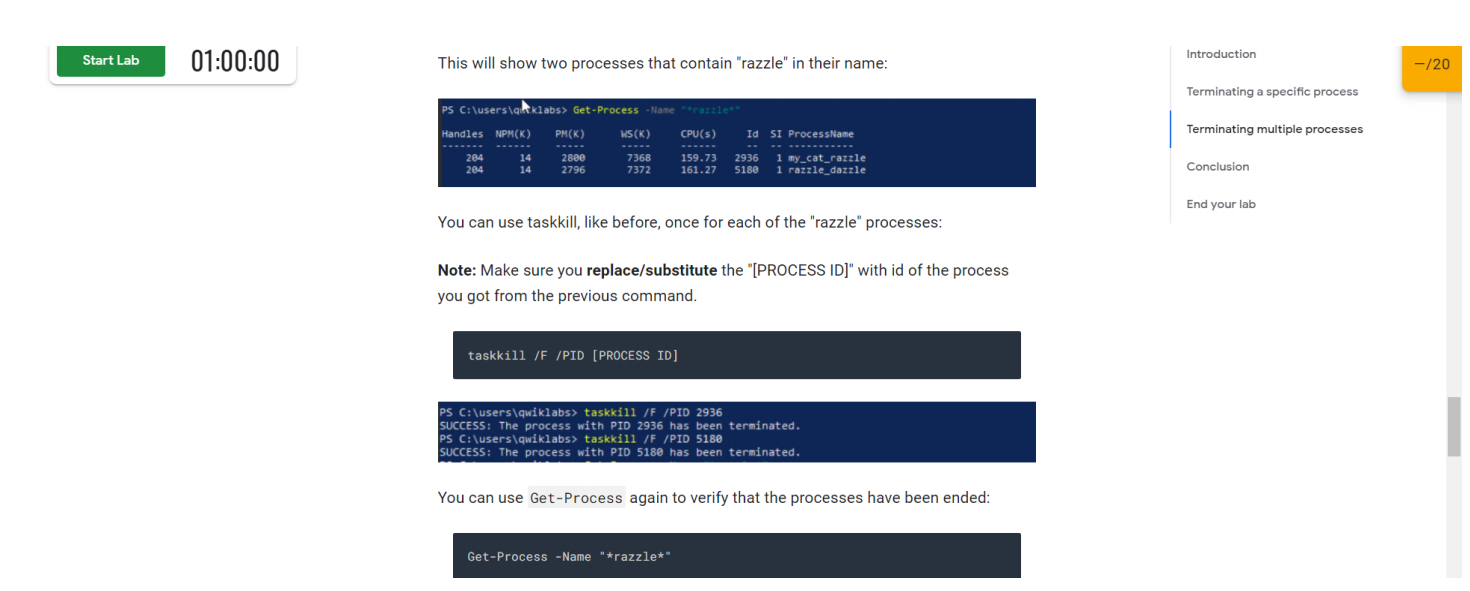 Start Lab
01:00:00
This will show two processes that contain "razzle" in their name:
PS C:\users\qwiklabs> Get-Process -Name "*razzle*"
Handles NPM(K) PM(K) WS(K) CPU(s) Id SI ProcessName
------- ------ ----- ----- ------ -- -- -----------
204 14 2800 7368 159.73 2936 1 my_cat_razzle
204 14 2796 7372 161.27 5180 1 razzle_dazzle
You can use taskkill, like before, once for each of the "razzle" processes:
Note: Make sure you replace/substitute the "[PROCESS ID]" with id of the process
you got from the previous command.
taskkill /F /PID [PROCESS ID]
PS C:\users\qwiklabs> taskkill /F /PID 2936
SUCCESS: The process with PID 2936 has been terminated.
PS C:\users\qwiklabs> taskkill /F /PID 5180
SUCCESS: The process with PID 5180 has been terminated.
You can use Get-Process again to verify that the processes have been ended:
Get-Process -Name "*razzle*"
Introduction
Terminating a specific process
Terminating multiple processes
Conclusion
End your lab
–/20